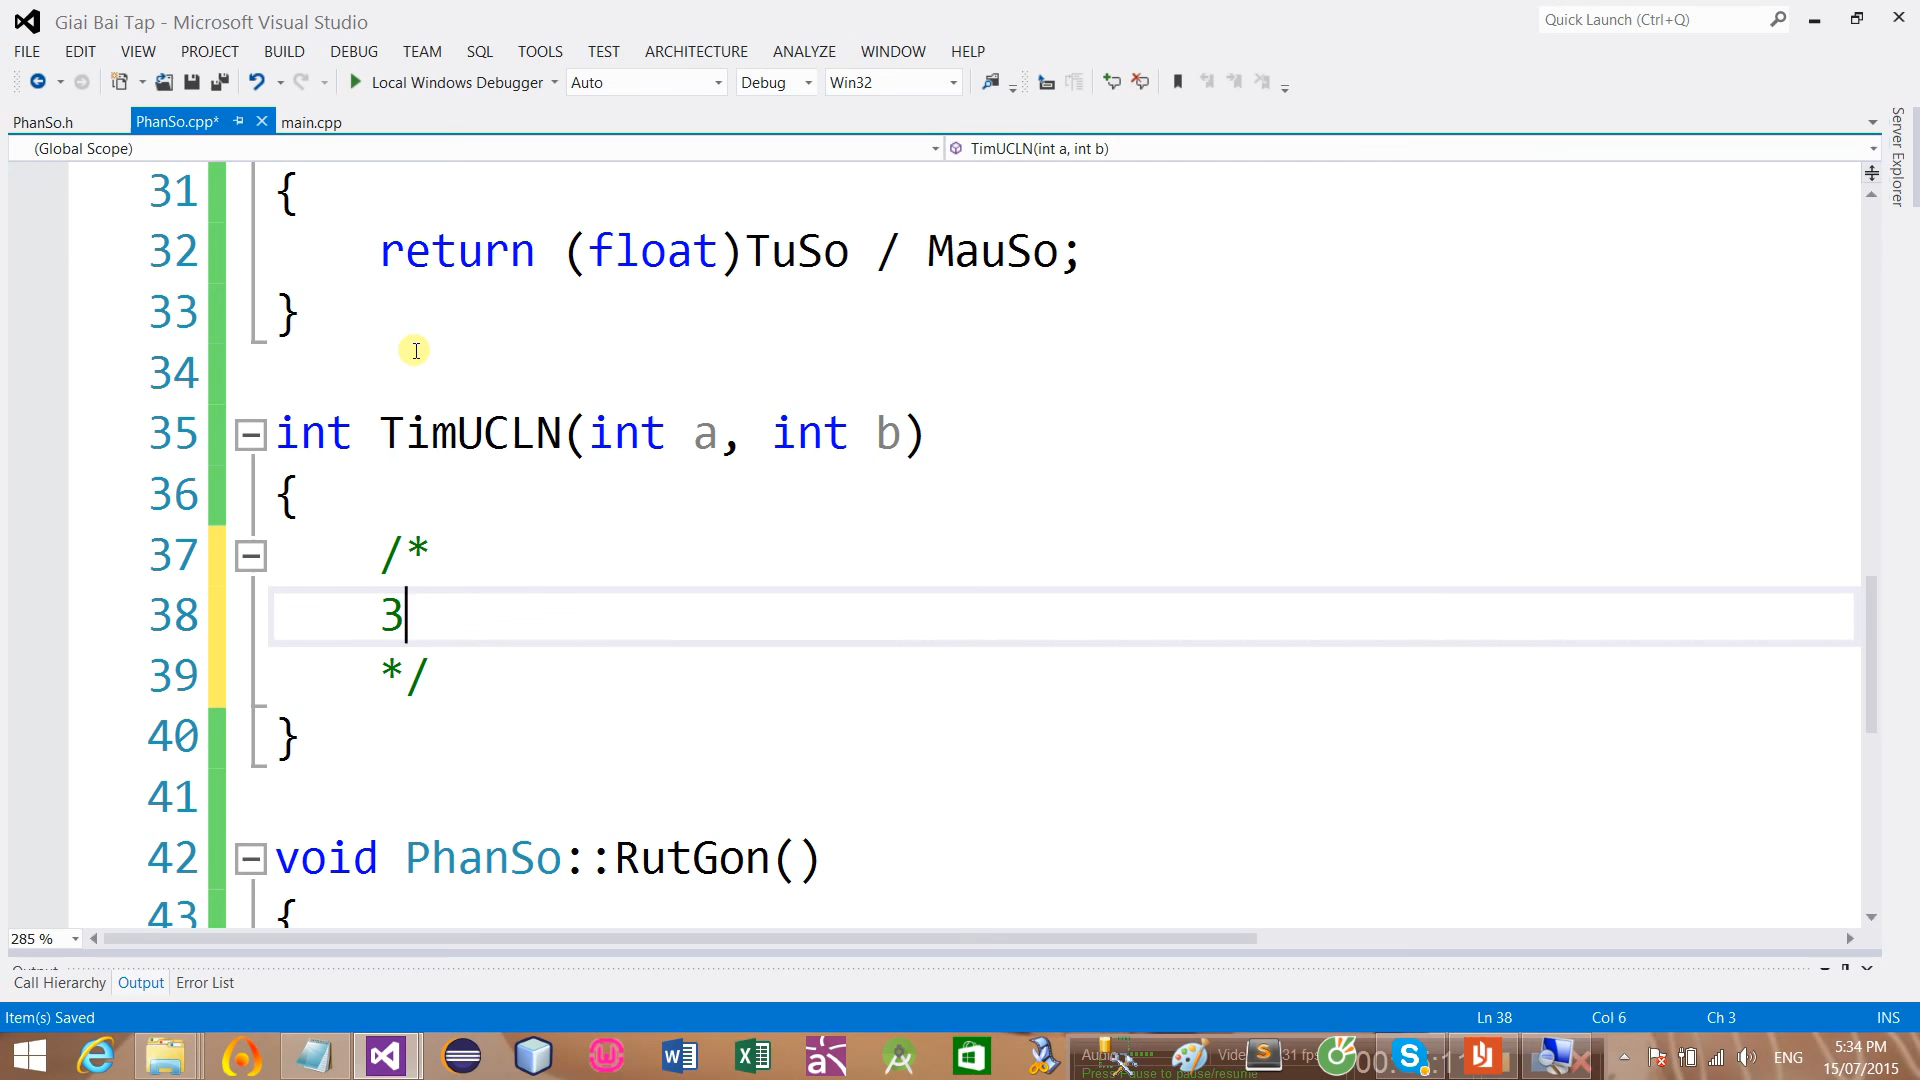 Giai Bai Tap - Microsoft Visual Studio
Quick Launch (Ctrl+Q)
FILE EDIT VIEW PROJECT BUILD DEBUG TEAM SQL TOOLS TEST ARCHITECTURE ANALYZE WINDOW HELP
Local Windows Debugger Auto Debug Win32
PhanSo.h PhanSo.cpp* main.cpp
(Global Scope) TimUCLN(int a, int b)
Server Explorer
31 {
32 return (float)TuSo / MauSo;
33 }
34
35 int TimUCLN(int a, int b)
36 {
37 /*
38 3
39 */
40 }
41
42 void PhanSo::RutGon()
43 {
285 %
Call Hierarchy Output Error List
Item(s) Saved Ln 38 Col 6 Ch 3 INS
ENG
5:34 PM
15/07/2015